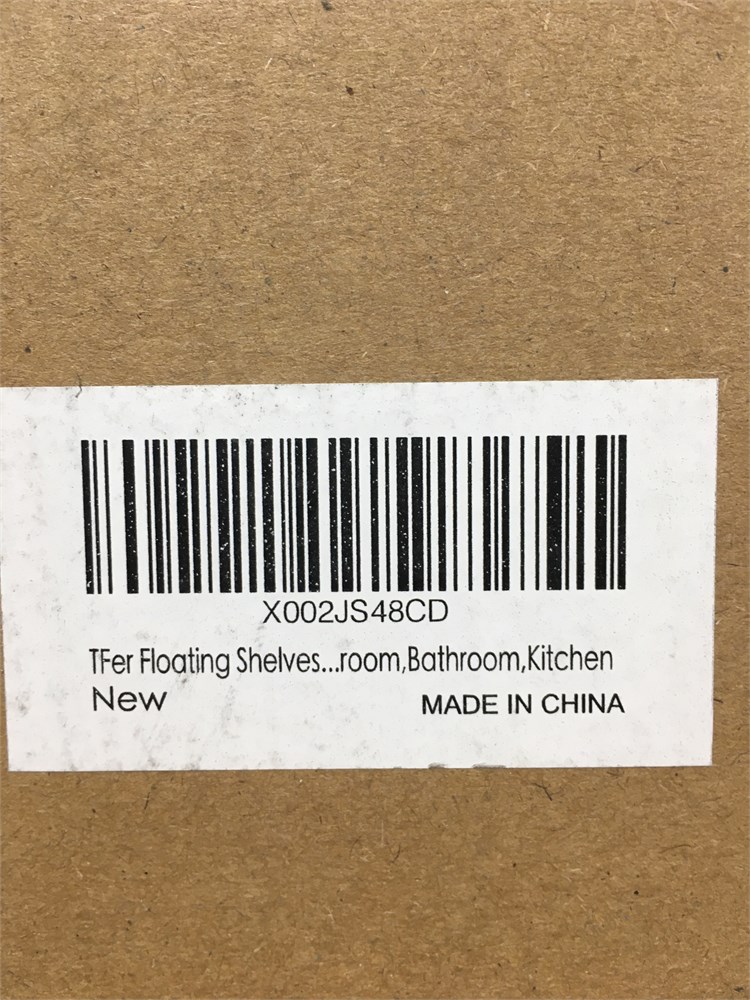 X002JS48CD
TFer Floating Shelves...room,Bathroom,Kitchen
New
MADE IN CHINA